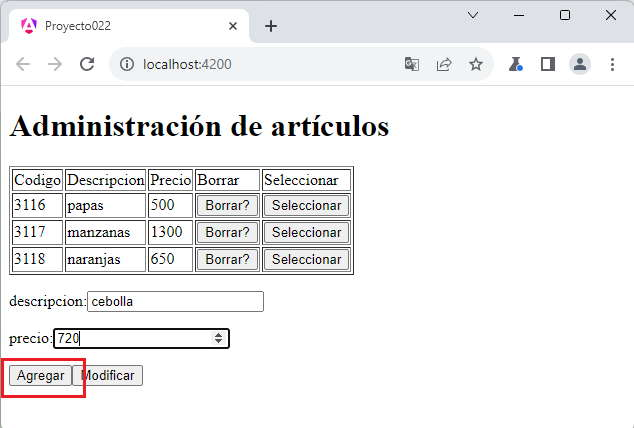 Proyecto022
localhost:4200
Administración de artículos
Codigo Descripcion Precio Borrar Seleccionar
3116 papas 500 Borrar? Seleccionar
3117 manzanas 1300 Borrar? Seleccionar
3118 naranjas 650 Borrar? Seleccionar
descripcion: cebolla
precio: 720
Agregar Modificar